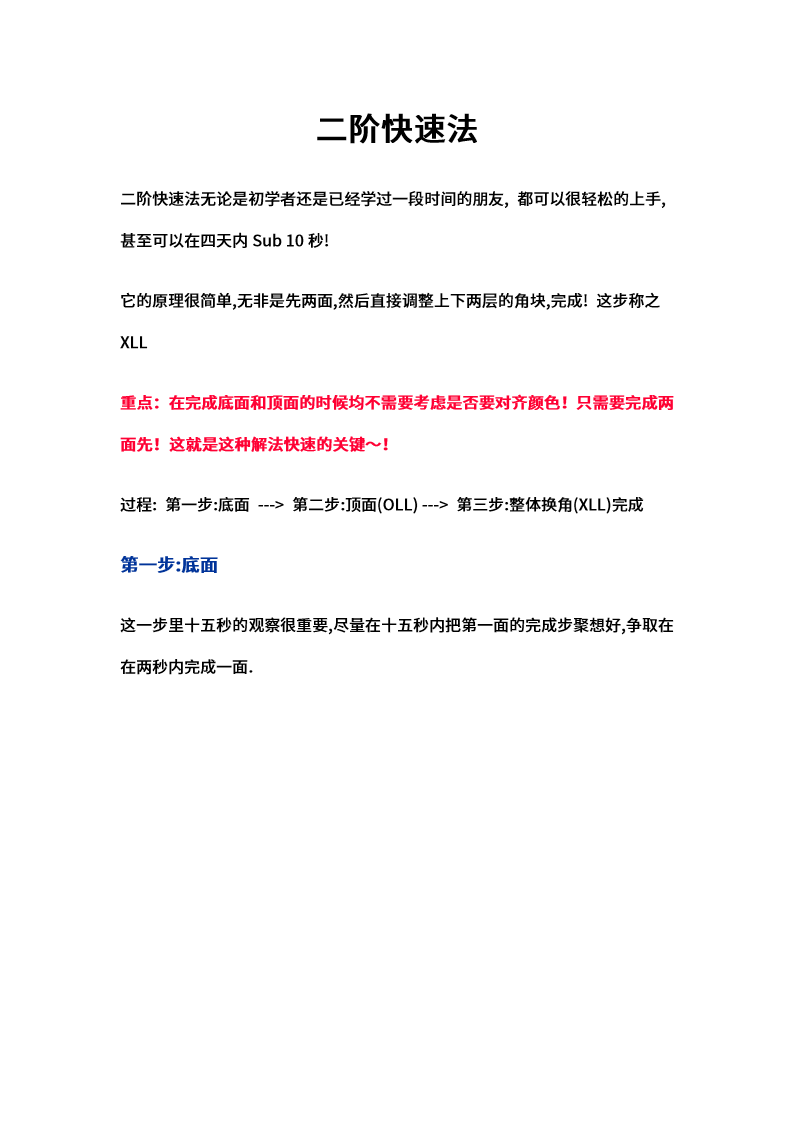 二阶快速法
二阶快速法无论是初学者还是已经学过一段时间的朋友, 都可以很轻松的上手,
甚至可以在四天内 Sub 10 秒!
它的原理很简单,无非是先两面,然后直接调整上下两层的角块,完成! 这步称之
XLL
重点：在完成底面和顶面的时候均不需要考虑是否要对齐颜色！只需要完成两
面先！这就是这种解法快速的关键～！
过程: 第一步:底面 ---> 第二步:顶面(OLL) ---> 第三步:整体换角(XLL)完成
第一步:底面
这一步里十五秒的观察很重要,尽量在十五秒内把第一面的完成步聚想好,争取在
在两秒内完成一面.